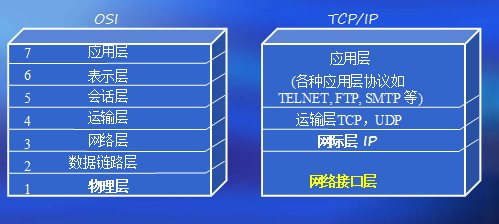 OSI
7 应用层
6 表示层
5 会话层
4 运输层
3 网络层
2 数据链路层
1 物理层
TCP/IP
应用层
(各种应用层协议如
TELNET, FTP, SMTP 等)
运输层TCP，UDP
网际层 IP
网络接口层